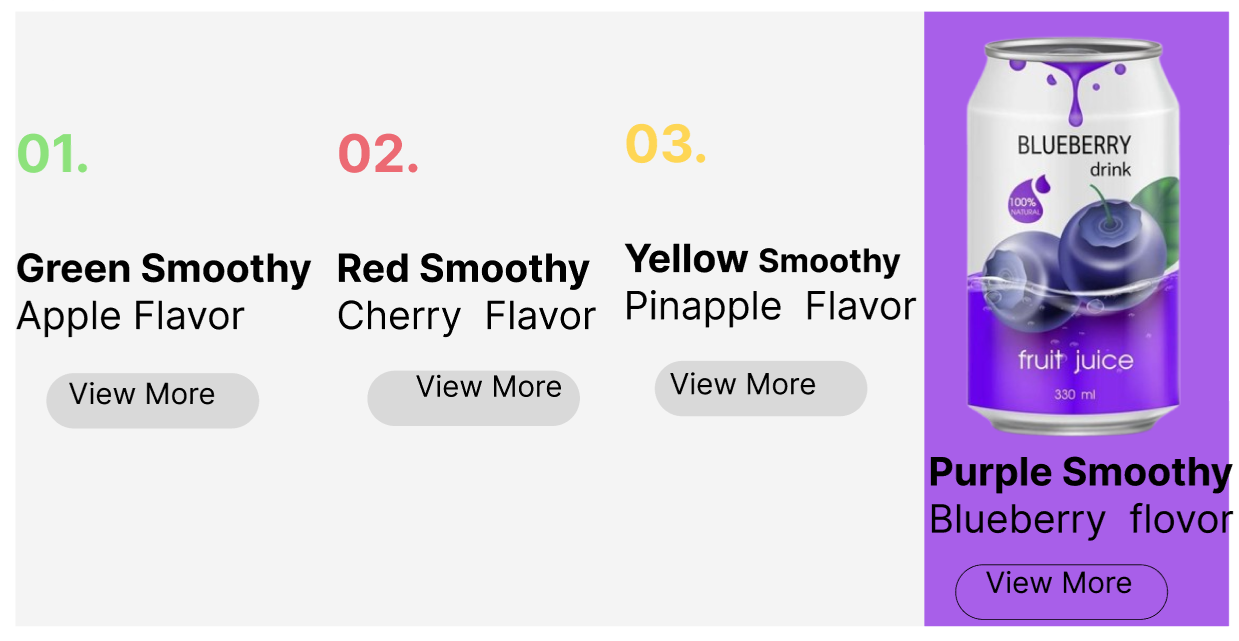 01.
Green Smoothy
Apple Flavor
View More
02.
Red Smoothy
Cherry Flavor
View More
03.
Yellow Smoothy
Pinapple Flavor
View More
BLUEBERRY
drink
100%
NATURAL
fruit juice
330 ml
Purple Smoothy
Blueberry flovor
View More